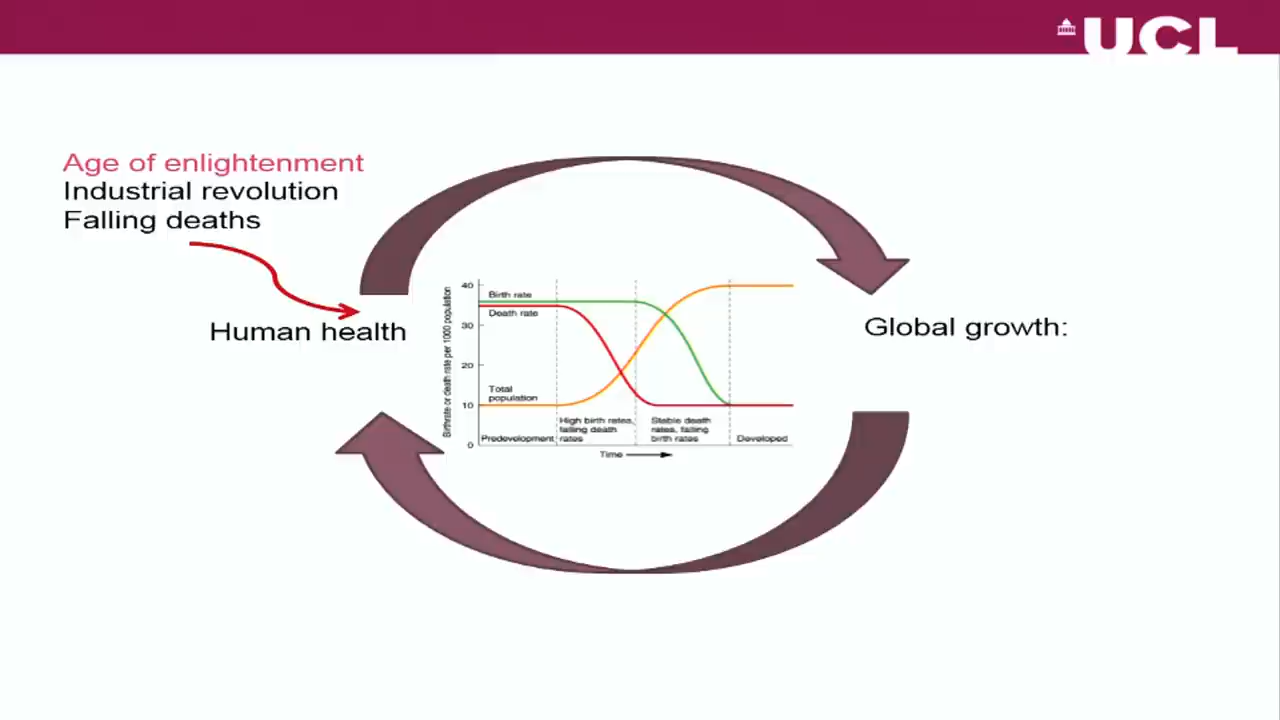 UCL
Age of enlightenment
Industrial revolution
Falling deaths
Human health
Global growth:
Birthrate or death rate per 1000 population
40
30
20
10
0
Birth rate
Death rate
Total
population
Predevelopment
High birth rates,
falling death
rates
Stable death
rates, falling
birth rates
Developed
Time